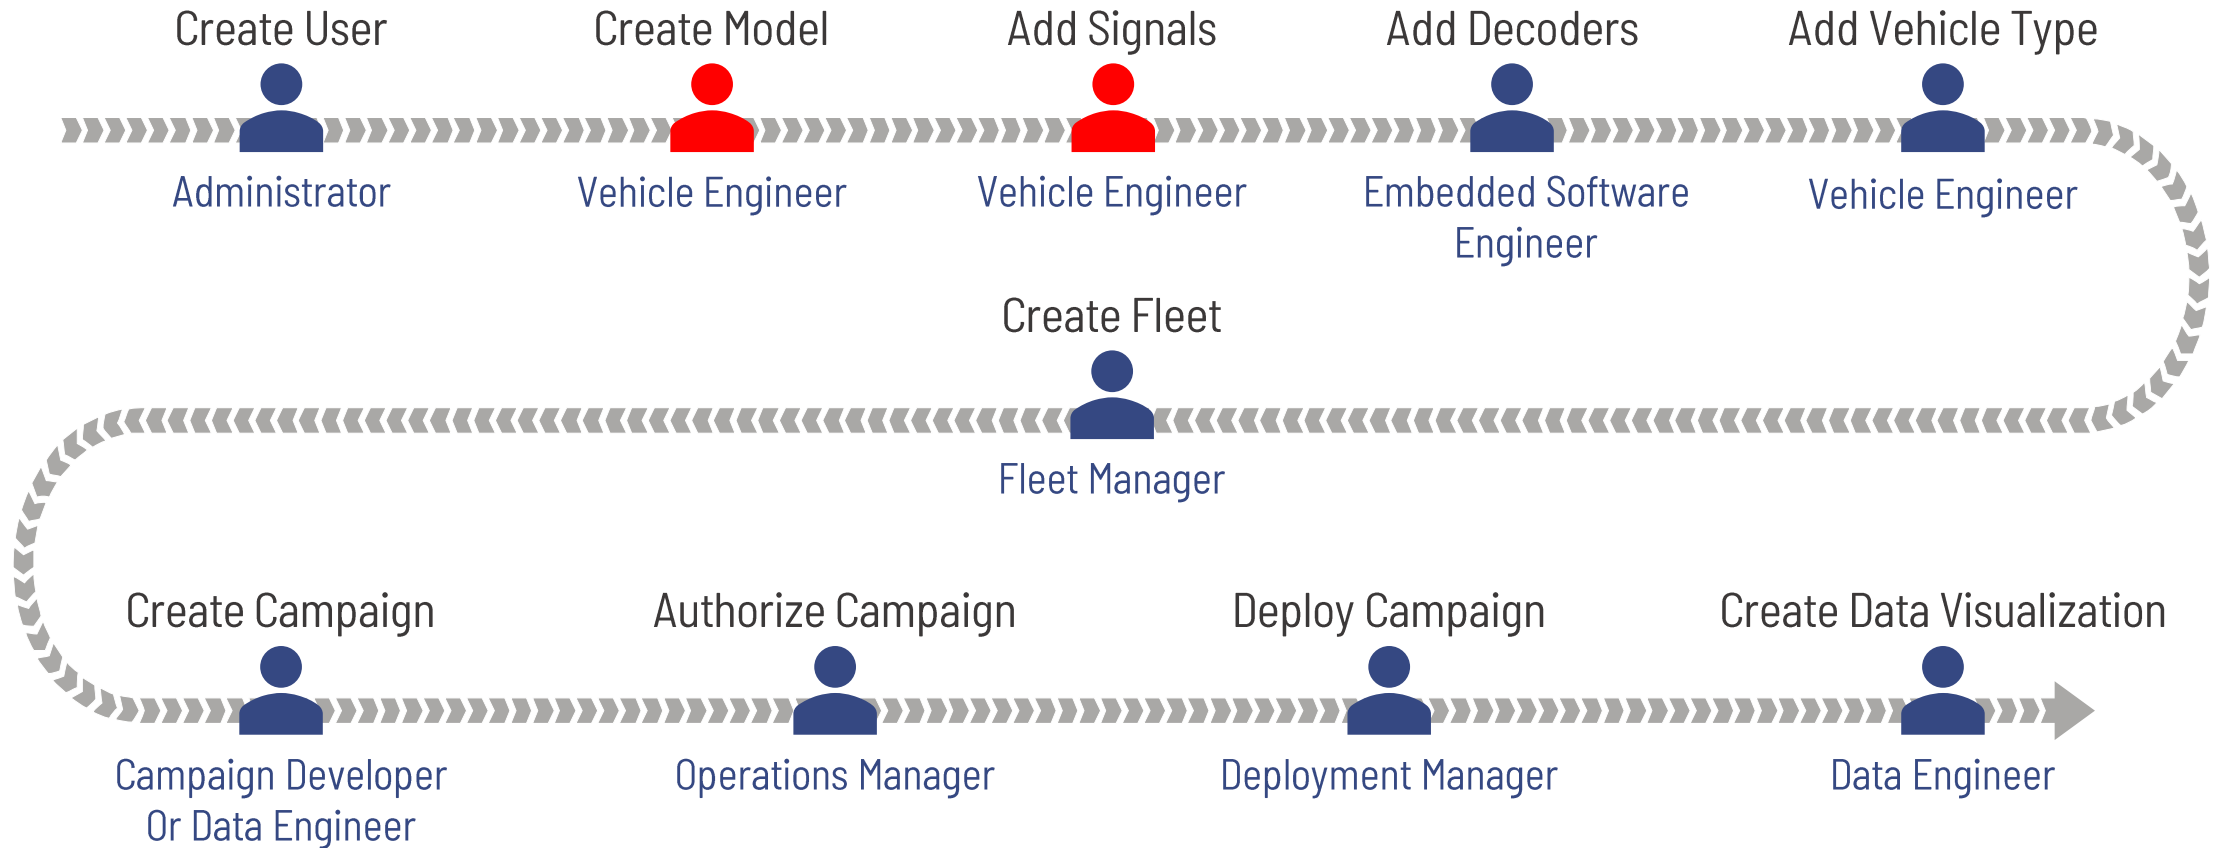 Create User
Create Model
Add Signals
Add Decoders
Add Vehicle Type
Administrator
Vehicle Engineer
Vehicle Engineer
Embedded Software
Engineer
Vehicle Engineer
Create Fleet
Fleet Manager
Create Campaign
Authorize Campaign
Deploy Campaign
Create Data Visualization
Campaign Developer
Or Data Engineer
Operations Manager
Deployment Manager
Data Engineer